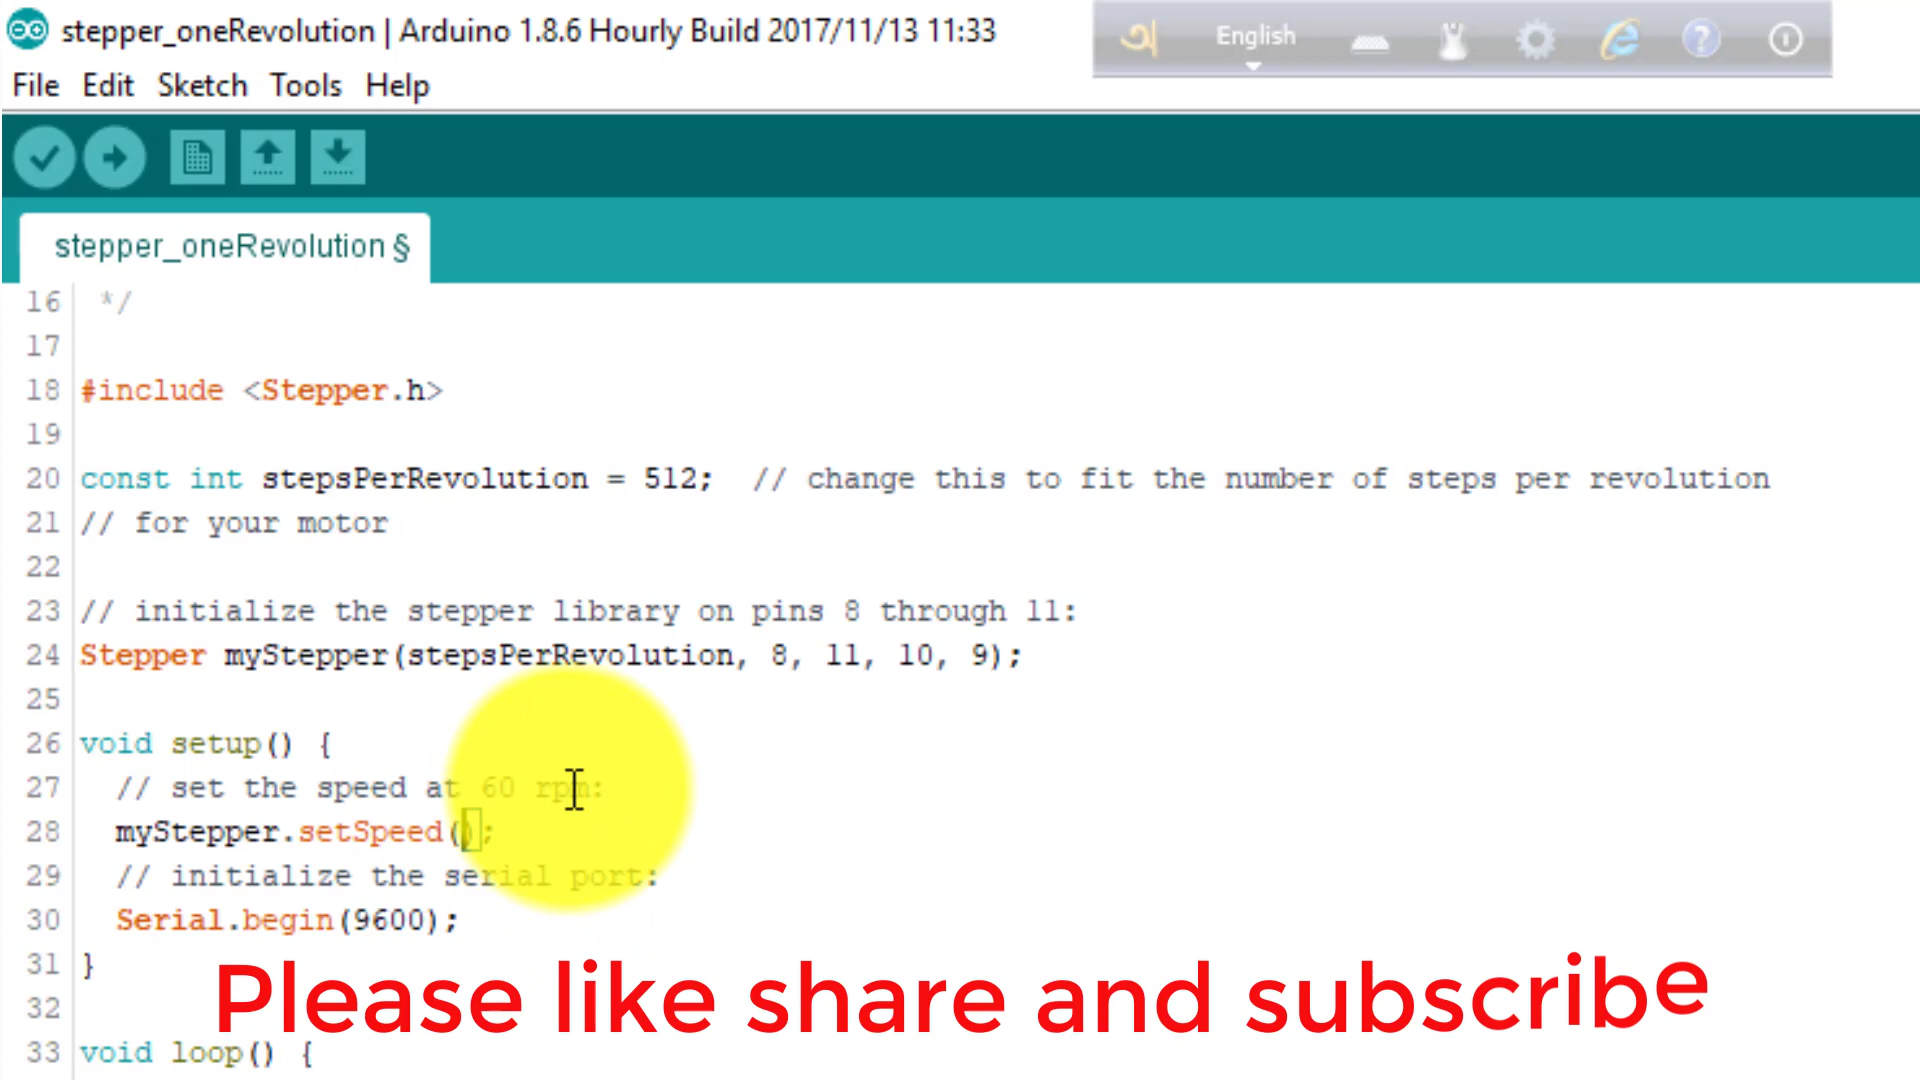 stepper_oneRevolution | Arduino 1.8.6 Hourly Build 2017/11/13 11:33
অ English
File Edit Sketch Tools Help
stepper_oneRevolution §
16 */
17
18 #include <Stepper.h>
19
20 const int stepsPerRevolution = 512; // change this to fit the number of steps per revolution
21 // for your motor
22
23 // initialize the stepper library on pins 8 through 11:
24 Stepper myStepper(stepsPerRevolution, 8, 11, 10, 9);
25
26 void setup() {
27 // set the speed at 60 rpm:
28 myStepper.setSpeed();
29 // initialize the serial port:
30 Serial.begin(9600);
31 }
32
33 void loop() {
Please like share and subscribe